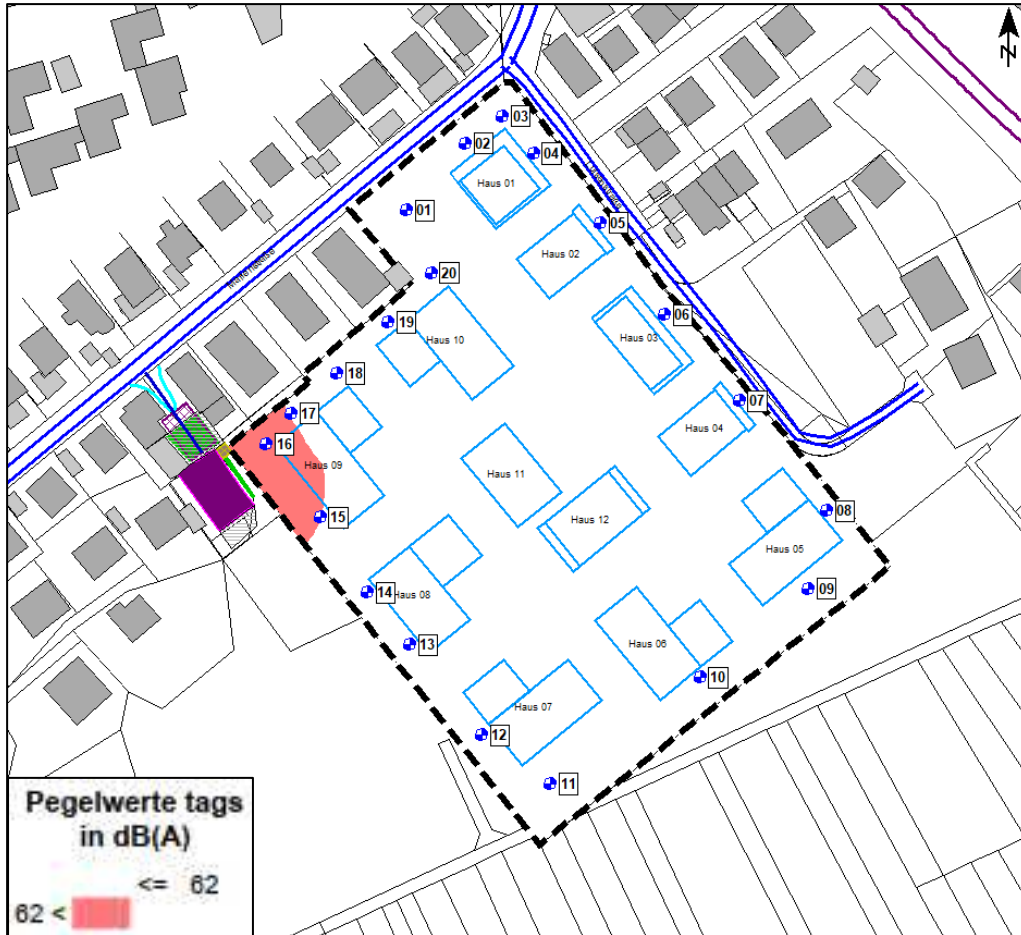 N
03
02
04
Haus 01
01
05
Haus 02
20
06
19
Haus 10
Haus 03
18
07
17
Haus 04
16
Haus 09
Haus 11
15
08
Haus 12
Haus 05
14
Haus 08
09
13
Haus 06
10
Haus 07
12
11
Pegelwerte tags
in dB(A)
<= 62
62 <